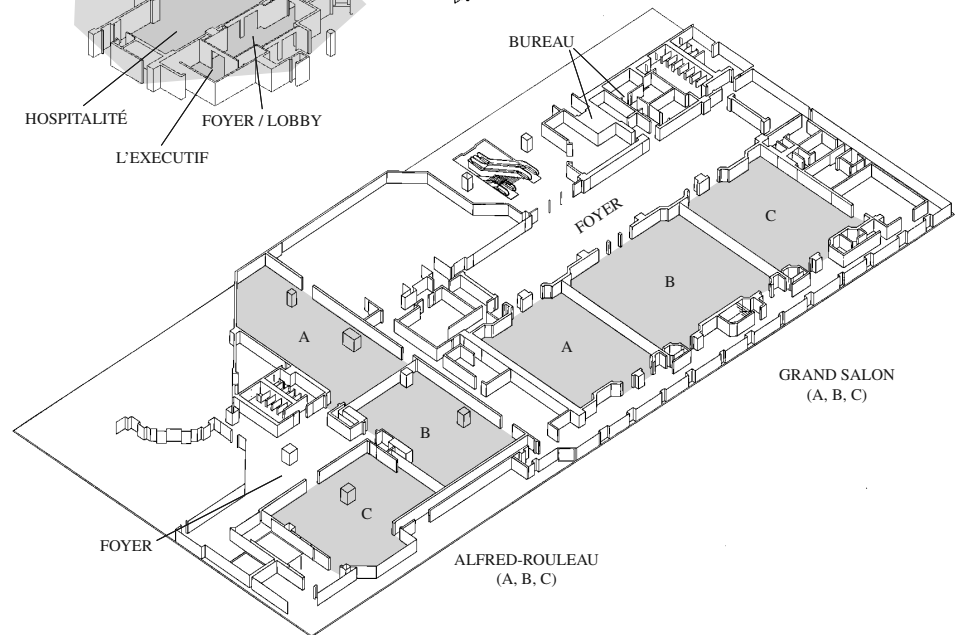 BUREAU
HOSPITALITÉ
FOYER / LOBBY
L'EXECUTIF
FOYER
C
B
A
A
GRAND SALON
(A, B, C)
B
C
FOYER
ALFRED-ROULEAU
(A, B, C)